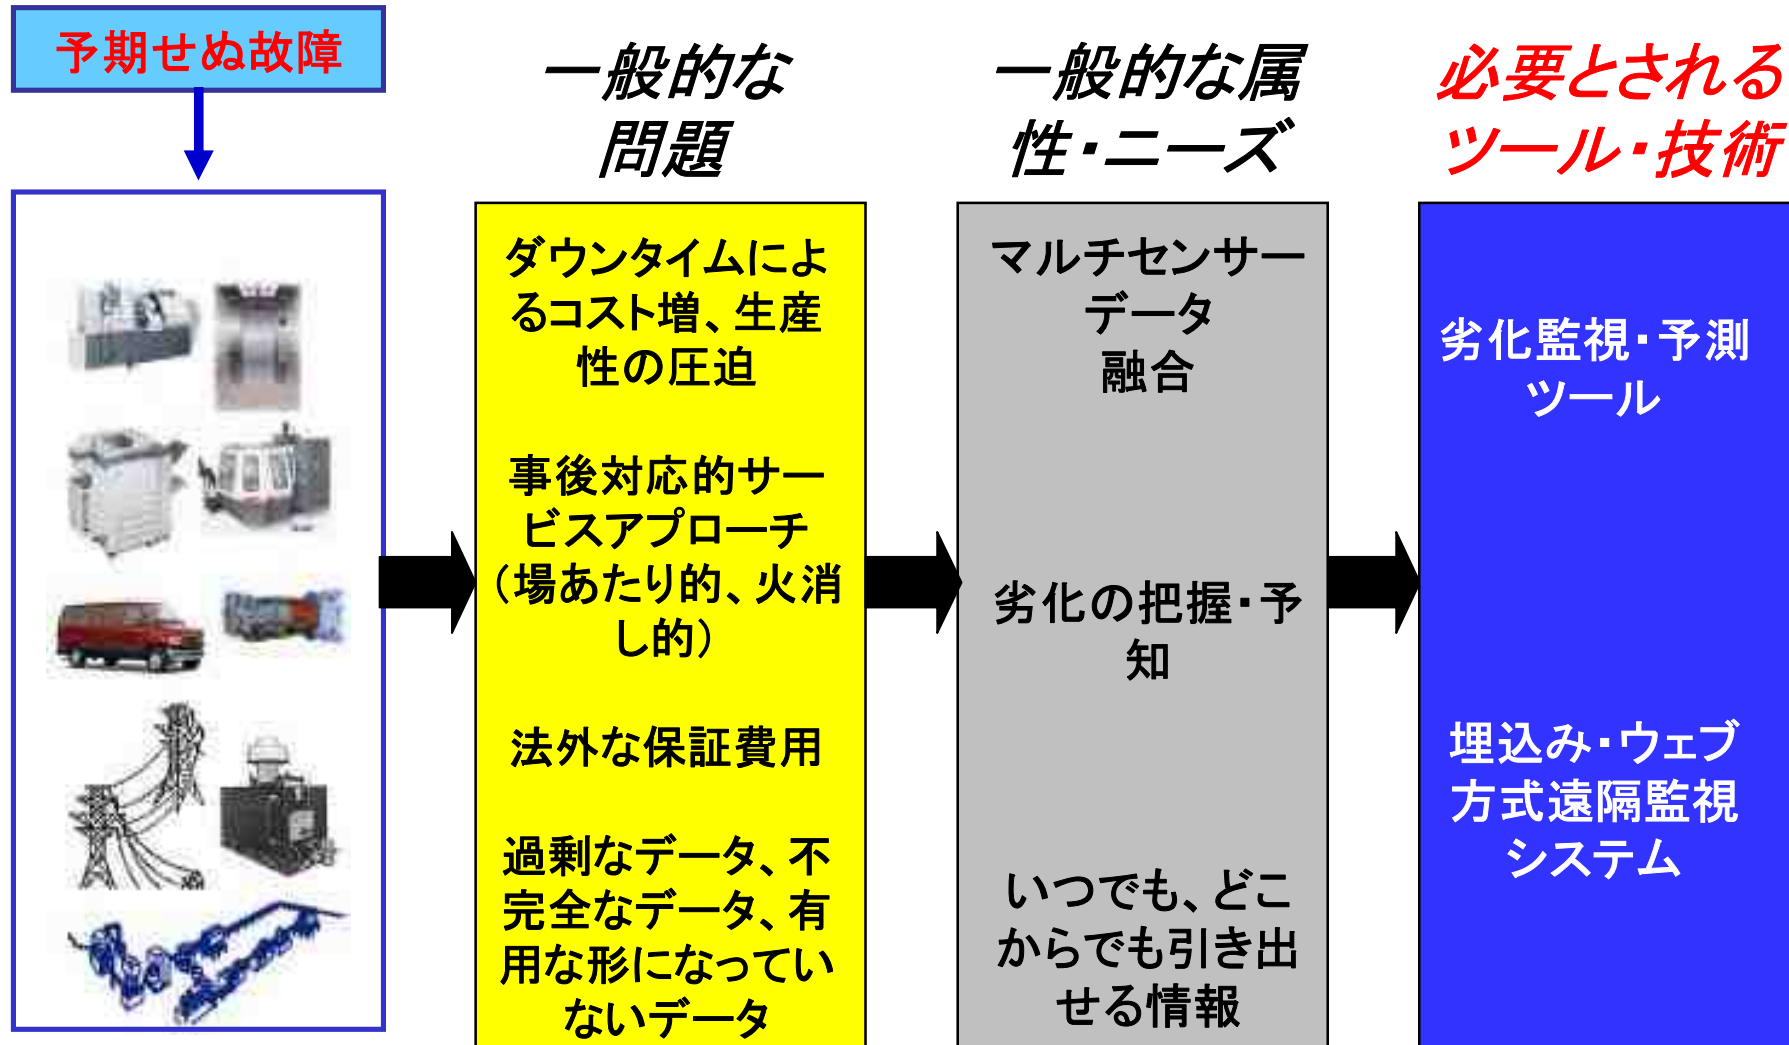 予期せぬ故障
一般的な
問題
ダウンタイムによ
るコスト増、生産
性の圧迫
事後対応的サー
ビスアプローチ
（場あたり的、火消
し的）
法外な保証費用
過剰なデータ、不
完全なデータ、有
用な形になってい
ないデータ
一般的な属
性・ニーズ
マルチセンサー
データ
融合
劣化の把握・予
知
いつでも、どこ
からでも引き出
せる情報
必要とされる
ツール・技術
劣化監視・予測
ツール
埋込み・ウェブ
方式遠隔監視
システム